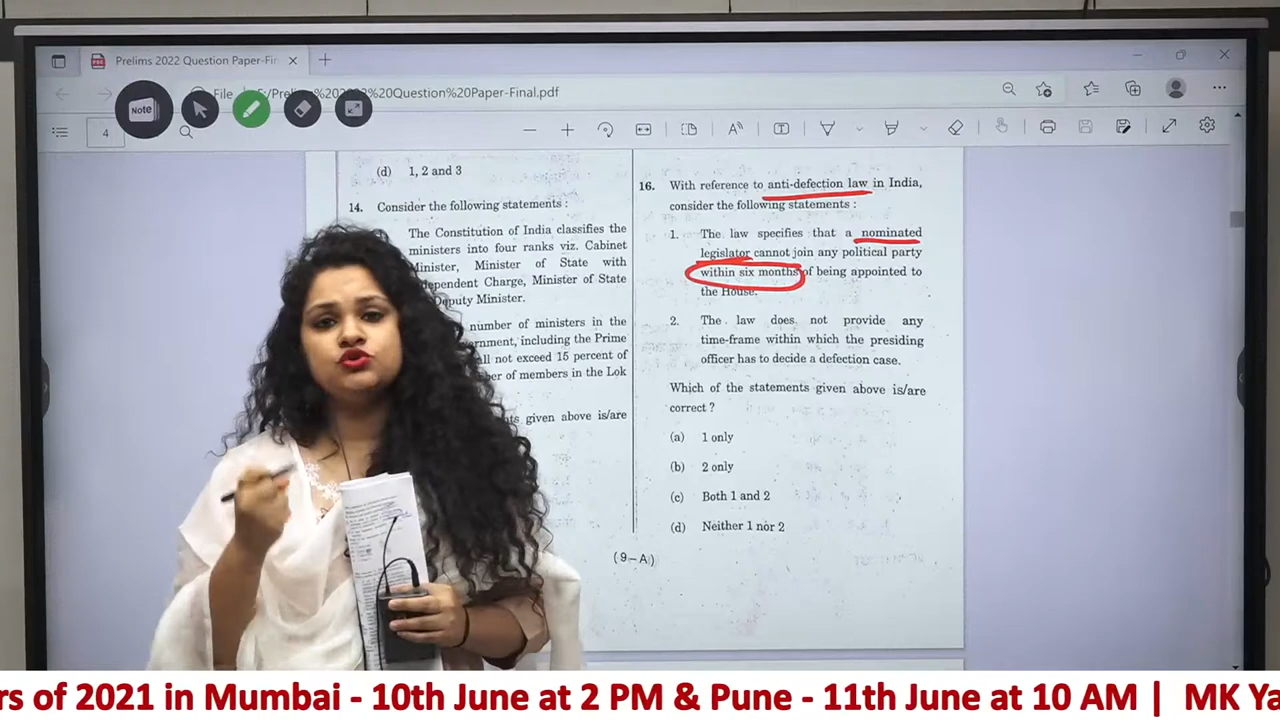 Prelims 2022 Question Paper-Fir
Note
File
Question%20Paper-Final.pdf
4
(d) 1, 2 and 3
14. Consider the following statements :
The Constitution of India classifies the
ministers into four ranks viz. Cabinet
Minister, Minister of State with
Charge, Minister of State
Deputy Minister.
number of ministers in the
including the Prime
not exceed 15 percent of
of members in the Lok
given above is/are
16. With reference to anti-defection law in India,
consider the following statements :
1. The law specifies that a nominated
legislator cannot join any political party
within six months of being appointed to
the House.
2. The law does not provide any
time-frame within which the presiding
officer has to decide a defection case.
Which of the statements given above is/are
correct ?
(a) 1 only
(b) 2 only
(c) Both 1 and 2
(d) Neither 1 nor 2
(9–A)
rs of 2021 in Mumbai - 10th June at 2 PM & Pune - 11th June at 10 AM | MK Ya